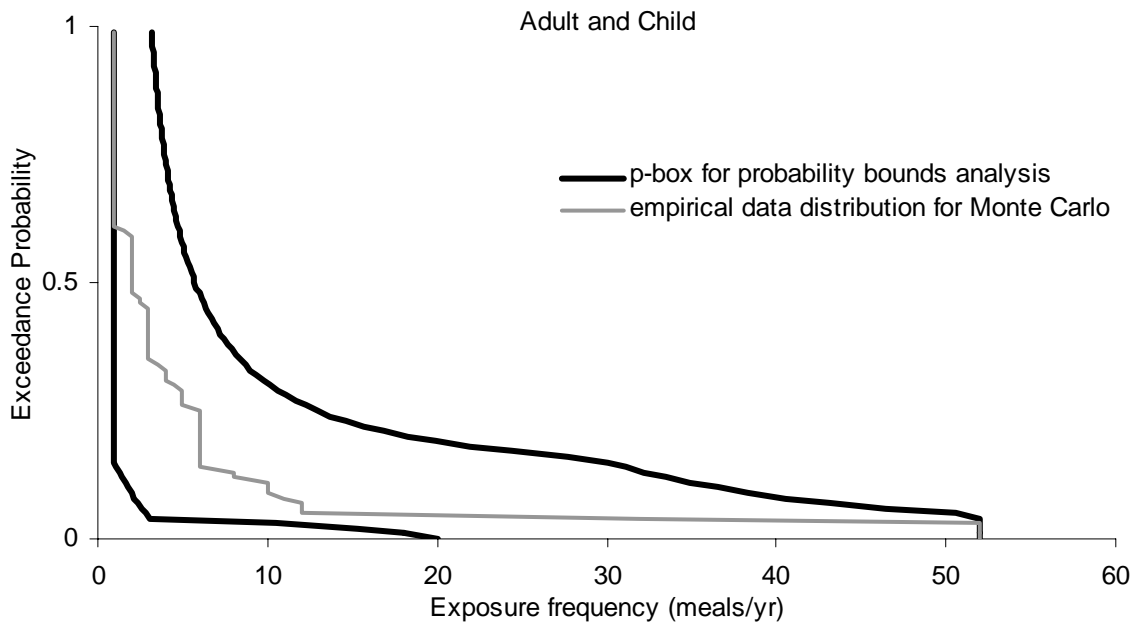 Adult and Child
1
0.5
0
Exceedance Probability
p-box for probability bounds analysis
empirical data distribution for Monte Carlo
0 10 20 30 40 50 60
Exposure frequency (meals/yr)